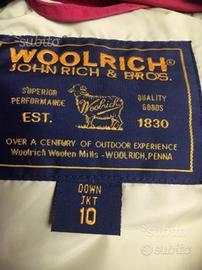 subito
WOOLRICH®
JOHN RICH & BROS.
SUPERIOR PERFORMANCE
QUALITY GOODS
Woolrich
EST. 1830
OVER A CENTURY OF OUTDOOR EXPERIENCE
Woolrich Woolen Mills - WOOLRICH, PENNA
DOWN
JKT
10
subito
subito